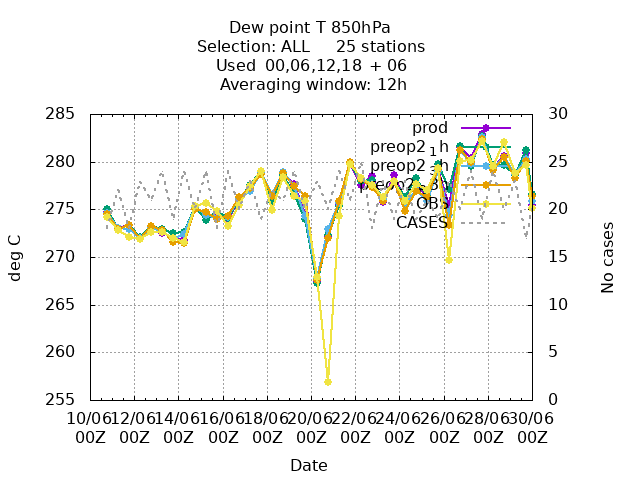 Dew point T 850hPa
Selection: ALL 25 stations
Used 00,06,12,18 + 06
Averaging window: 12h
285
280
275
270
265
260
255
deg C
30
25
20
15
10
5
0
No cases
prod
preop2_1h
OBS
CASES
10/06 12/06 14/06 16/06 18/06 20/06 22/06 24/06 26/06 28/06 30/06
00Z 00Z 00Z 00Z 00Z 00Z 00Z 00Z 00Z 00Z 00Z
Date